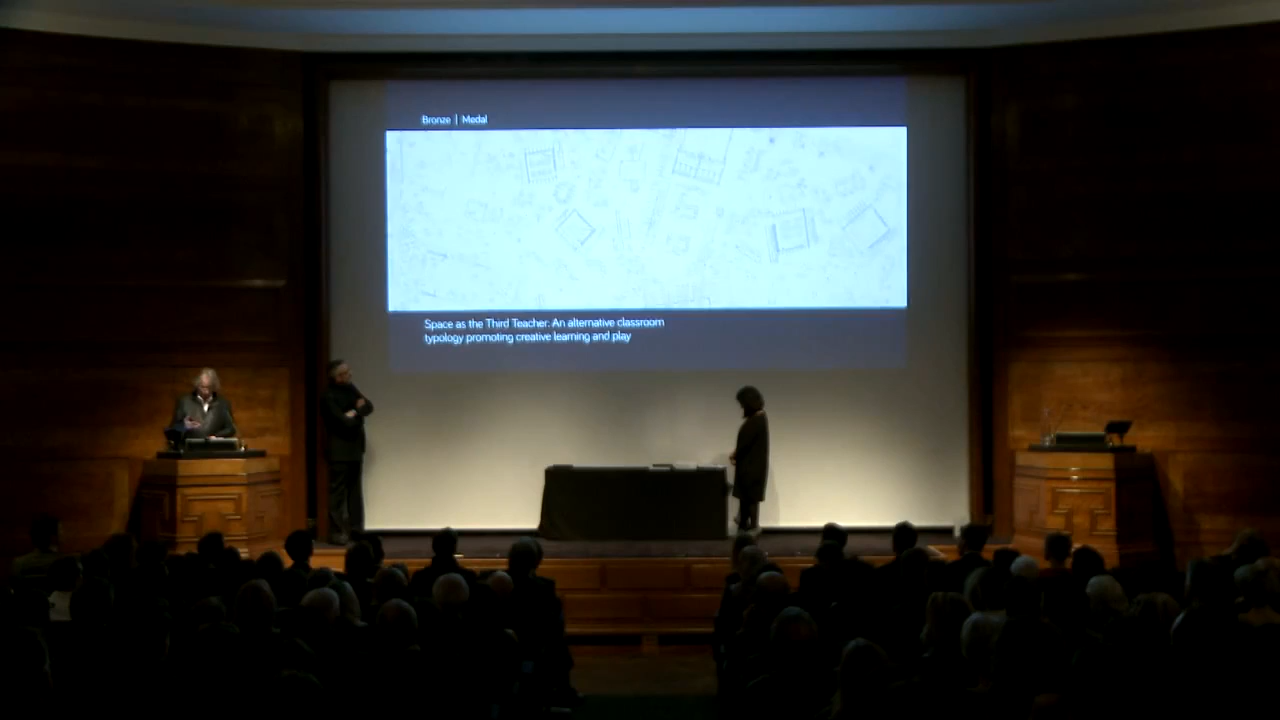 Bronze | Medal
Space as the Third Teacher: An alternative classroom
typology promoting creative learning and play